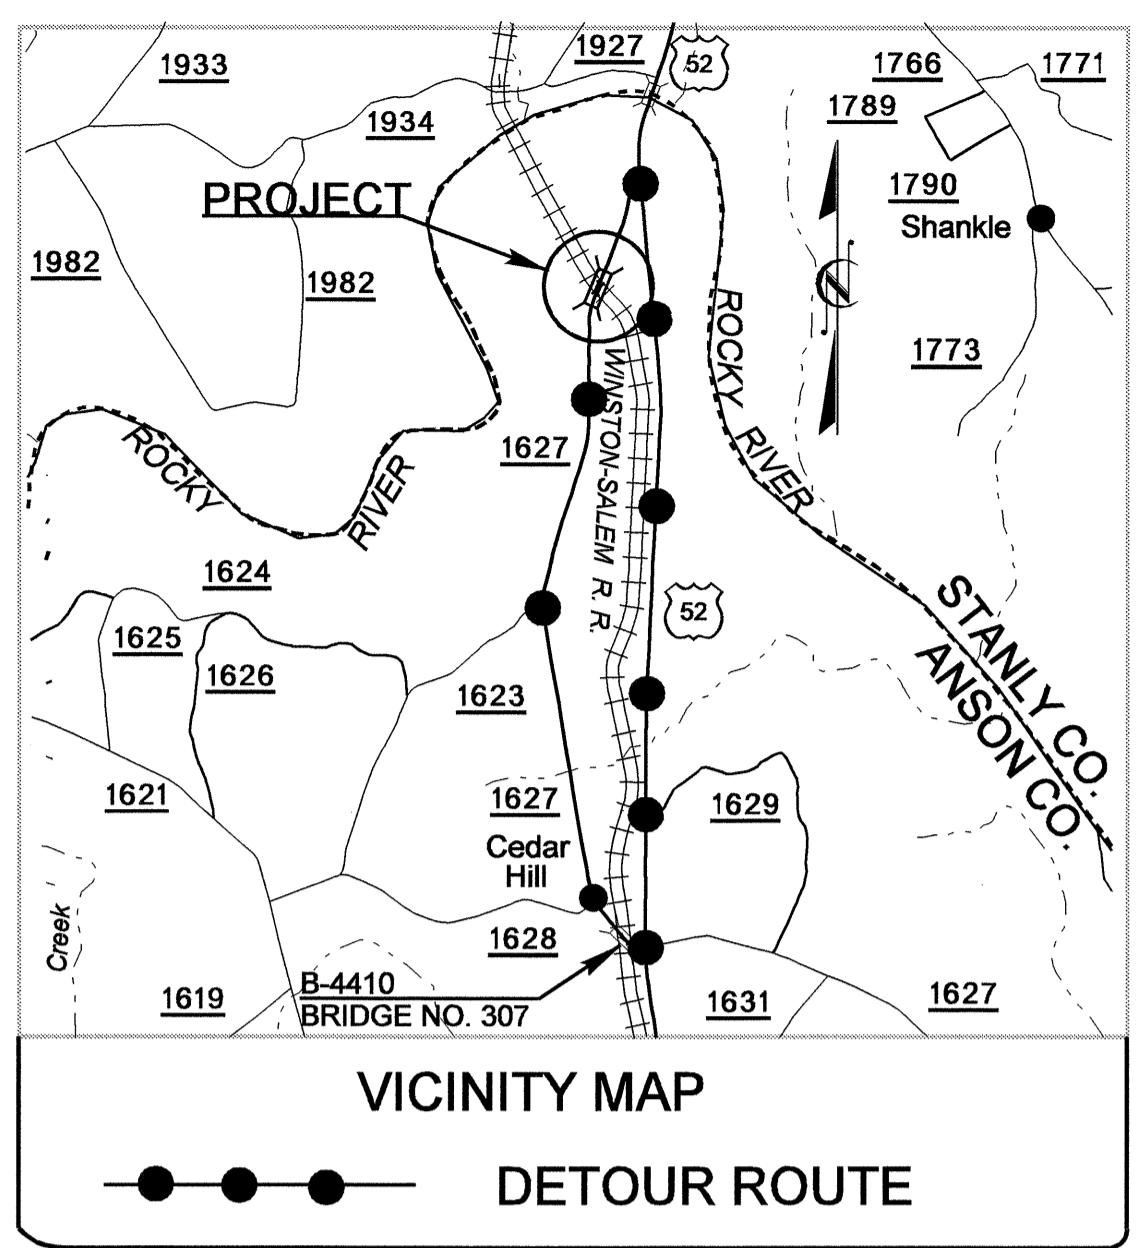 1933
1927
52
1766
1771
1934
1789
PROJECT
1790
Shankle
1982
1982
1773
ROCKY
RIVER
WINSTON-SALEM R. R.
1627
ROCKY
RIVER
1624
52
STANLY CO.
ANSON CO.
1625
1626
1623
1621
1627
1629
Cedar
Hill
Creek
1628
B-4410
BRIDGE NO. 307
1619
1631
1627
VICINITY MAP
DETOUR ROUTE